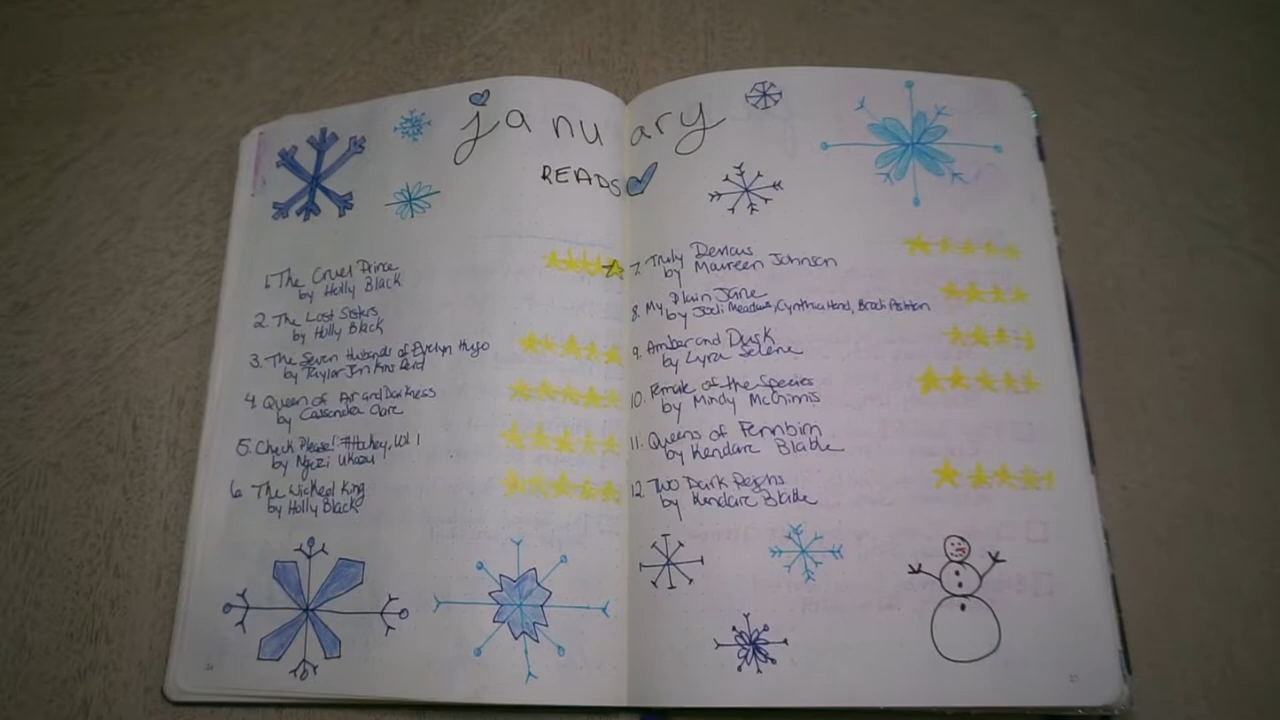 january
READS
1. The Cruel Prince
by Holly Black
2. The Lost Sisters
by Holly Black
3. The Seven Husbands of Evelyn Hugo
by Taylor Jenkins Reid
4. Queen of Air and Darkness
by Cassandra Clare
5. Check Please! #Hockey, Vol 1
by Ngozi Ukazu
6. The Wicked King
by Holly Black
7. Truly Devious
by Maureen Johnson
8. My Plain Jane
by Jodi Meadows, Cynthia Hand, Brodi Ashton
9. Amber and Dusk
by Lyra Selene
10. Female of the Species
by Mindy McGinnis
11. Queens of Fennbirn
by Kendare Blake
12. Two Dark Reigns
by Kendare Blake